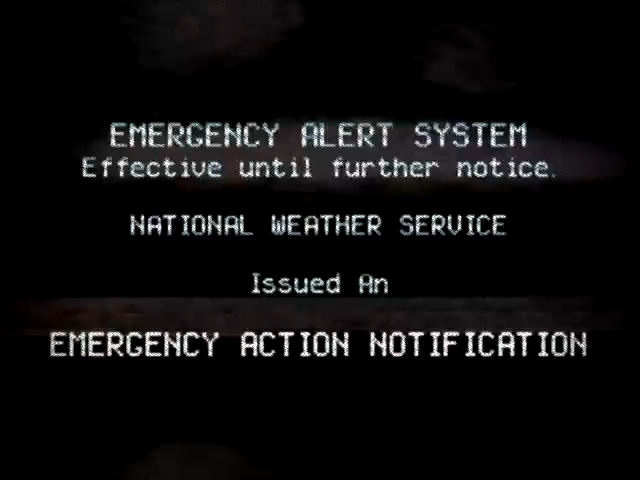 EMERGENCY ALERT SYSTEM
Effective until further notice.
NATIONAL WEATHER SERVICE
Issued An
EMERGENCY ACTION NOTIFICATION